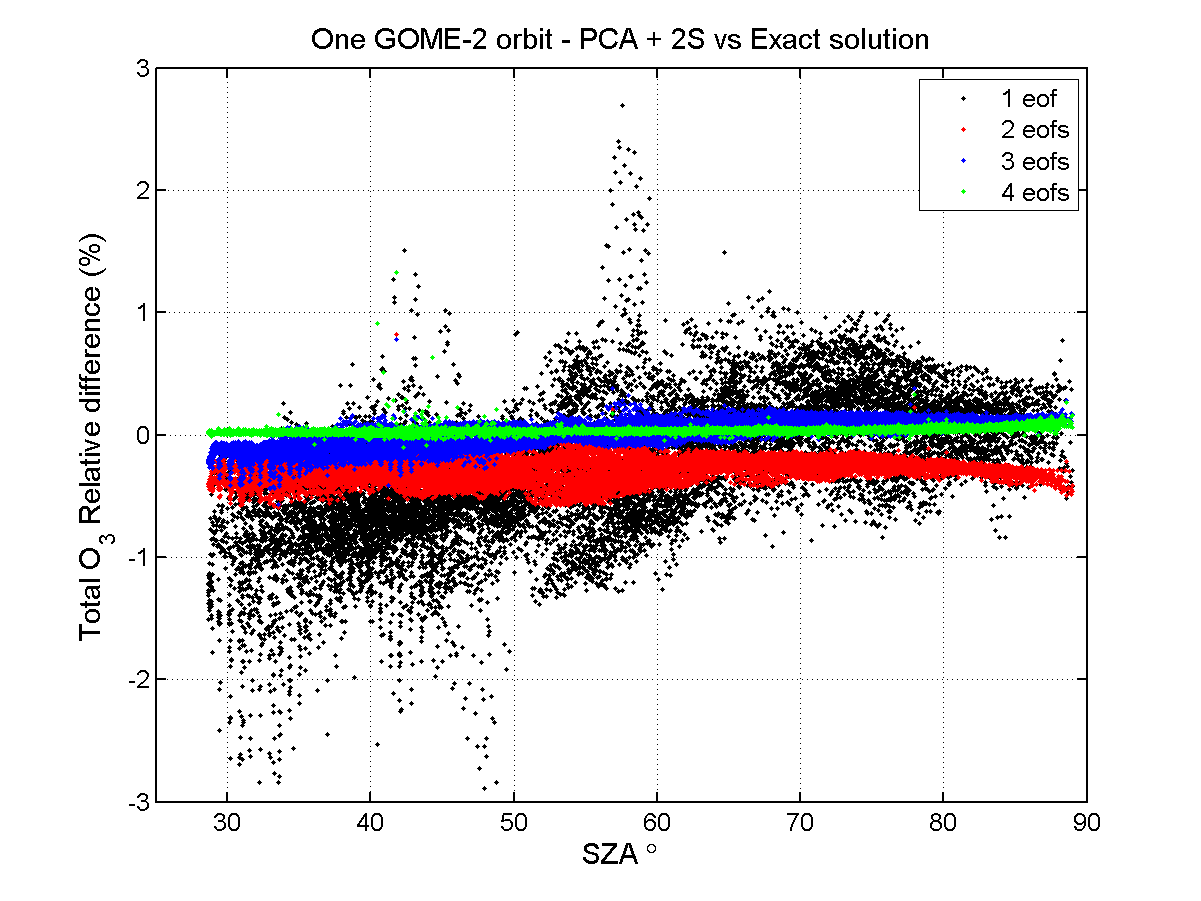 One GOME-2 orbit - PCA + 2S vs Exact solution
1 eof
2 eofs
3 eofs
4 eofs
Total O3 Relative difference (%)
3
2
1
0
-1
-2
-3
30 40 50 60 70 80 90
SZA °